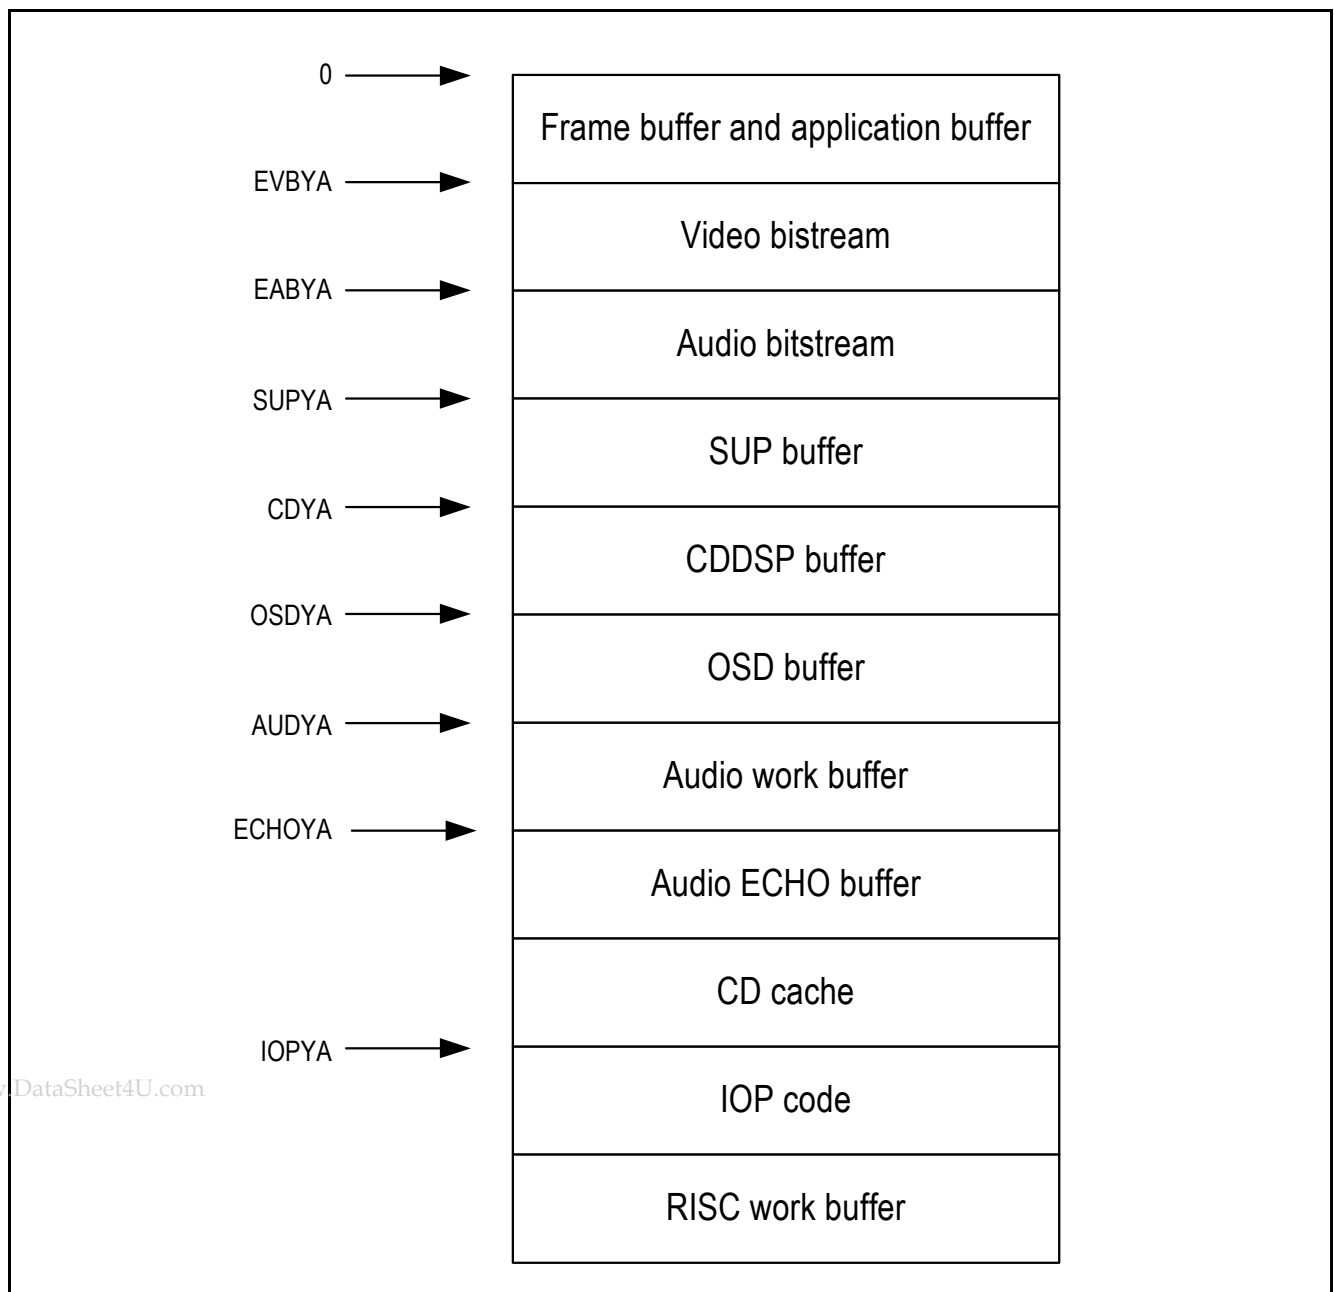 0
Frame buffer and application buffer
EVBYA
Video bistream
EABYA
Audio bitstream
SUPYA
SUP buffer
CDYA
CDDSP buffer
OSDYA
OSD buffer
AUDYA
Audio work buffer
ECHOYA
Audio ECHO buffer
CD cache
IOPYA
.DataSheet4U.com
IOP code
RISC work buffer